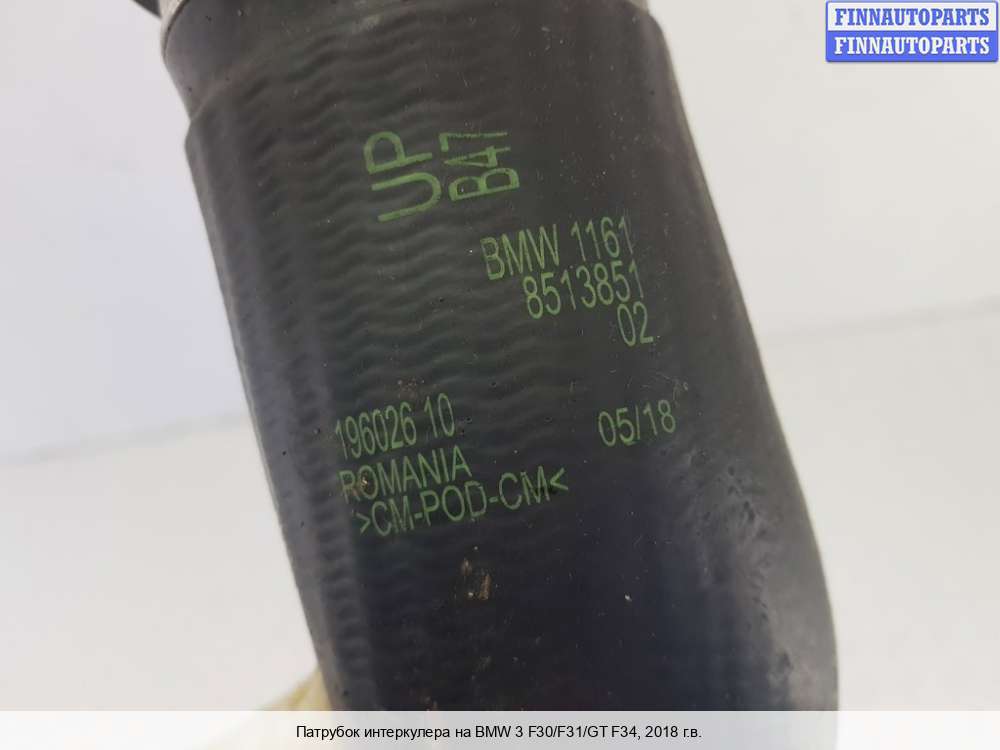 FINNAUTOPARTS
FINNAUTOPARTS
UP
B47
BMW 1161
8513851
02
196026 10
05/18
ROMANIA
>CM-POD-CM<
Патрубок интеркулера на BMW 3 F30/F31/GT F34, 2018 г.в.